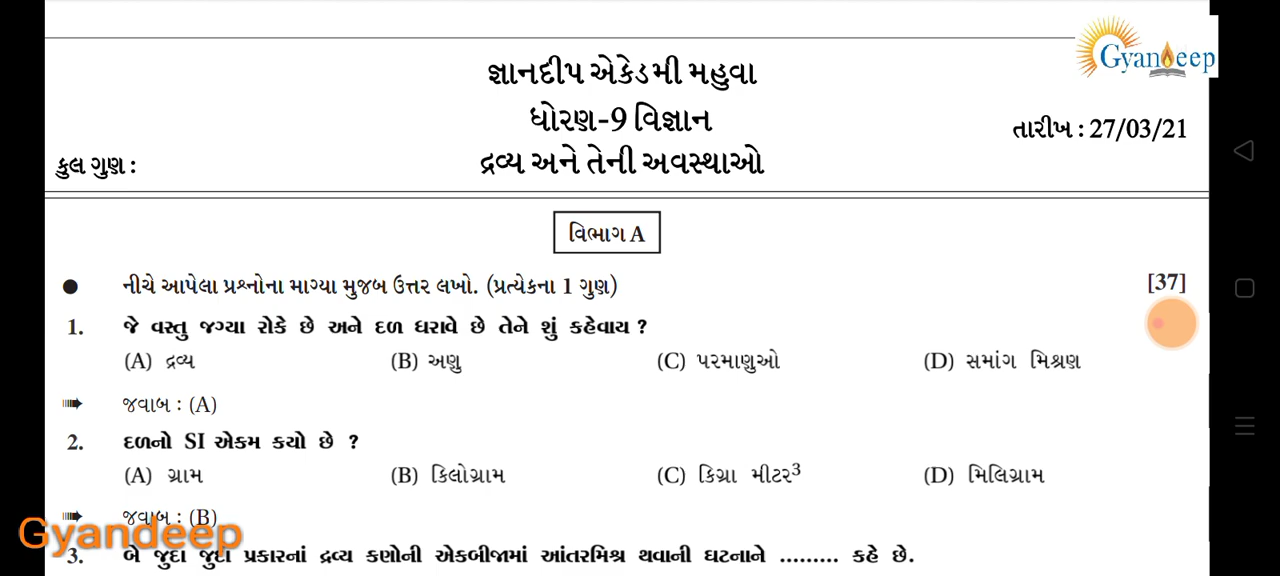 Gyandeep
જ્ઞાનદીપ એકેડમી મહુવા
ધોરણ-9 વિજ્ઞાન
તારીખ : 27/03/21
કુલ ગુણ :
દ્રવ્ય અને તેની અવસ્થાઓ
વિભાગ A
● નીચે આપેલા પ્રશ્નોના માગ્યા મુજબ ઉત્તર લખો. (પ્રત્યેકના 1 ગુણ) [37]
1. જે વસ્તુ જગ્યા રોકે છે અને દળ ધરાવે છે તેને શું કહેવાય ?
(A) દ્રવ્ય (B) અણુ (C) પરમાણુઓ (D) સમાંગ મિશ્રણ
➠ જવાબ : (A)
2. દળનો SI એકમ કયો છે ?
(A) ગ્રામ (B) કિલોગ્રામ (C) કિગ્રા મીટર³ (D) મિલિગ્રામ
➠ જવાબ : (B)
Gyandeep
3. બે જુદા જુદા પ્રકારનાં દ્રવ્ય કણોની એકબીજામાં આંતરમિશ્ર થવાની ઘટનાને ......... કહે છે.